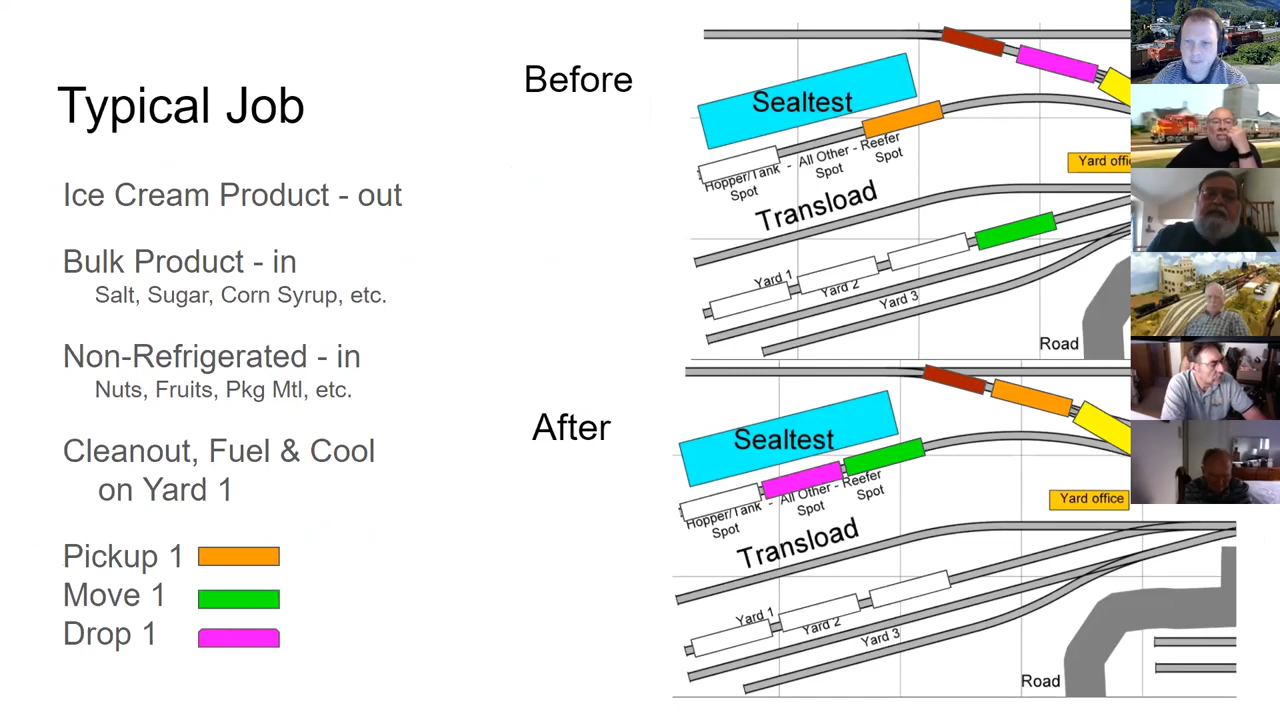 Typical Job
Ice Cream Product - out
Bulk Product - in
Salt, Sugar, Corn Syrup, etc.
Non-Refrigerated - in
Nuts, Fruits, Pkg Mtl, etc.
Cleanout, Fuel & Cool
on Yard 1
Pickup 1
Move 1
Drop 1
Before
Sealtest
Hopper/Tank - All Other - Reefer
Spot Spot Spot
Transload
Yard offic
Yard 1
Yard 2
Yard 3
Road
After
Sealtest
Hopper/Tank - All Other - Reefer
Spot Spot Spot
Transload
Yard office
Yard 1
Yard 2
Yard 3
Road